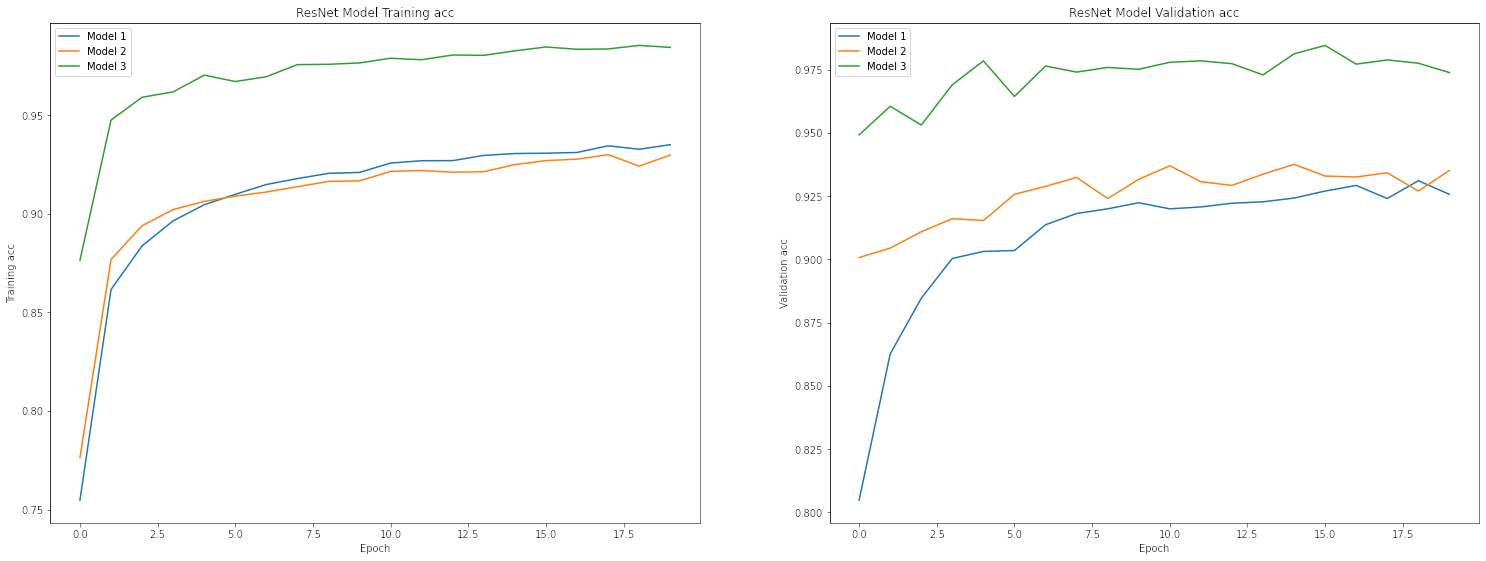 ResNet Model Training acc
Model 1
Model 2
Model 3
0.95
0.90
0.85
0.80
0.75
Training acc
0.0 2.5 5.0 7.5 10.0 12.5 15.0 17.5
Epoch
ResNet Model Validation acc
Model 1
Model 2
Model 3
0.975
0.950
0.925
0.900
0.875
0.850
0.825
0.800
Validation acc
0.0 2.5 5.0 7.5 10.0 12.5 15.0 17.5
Epoch